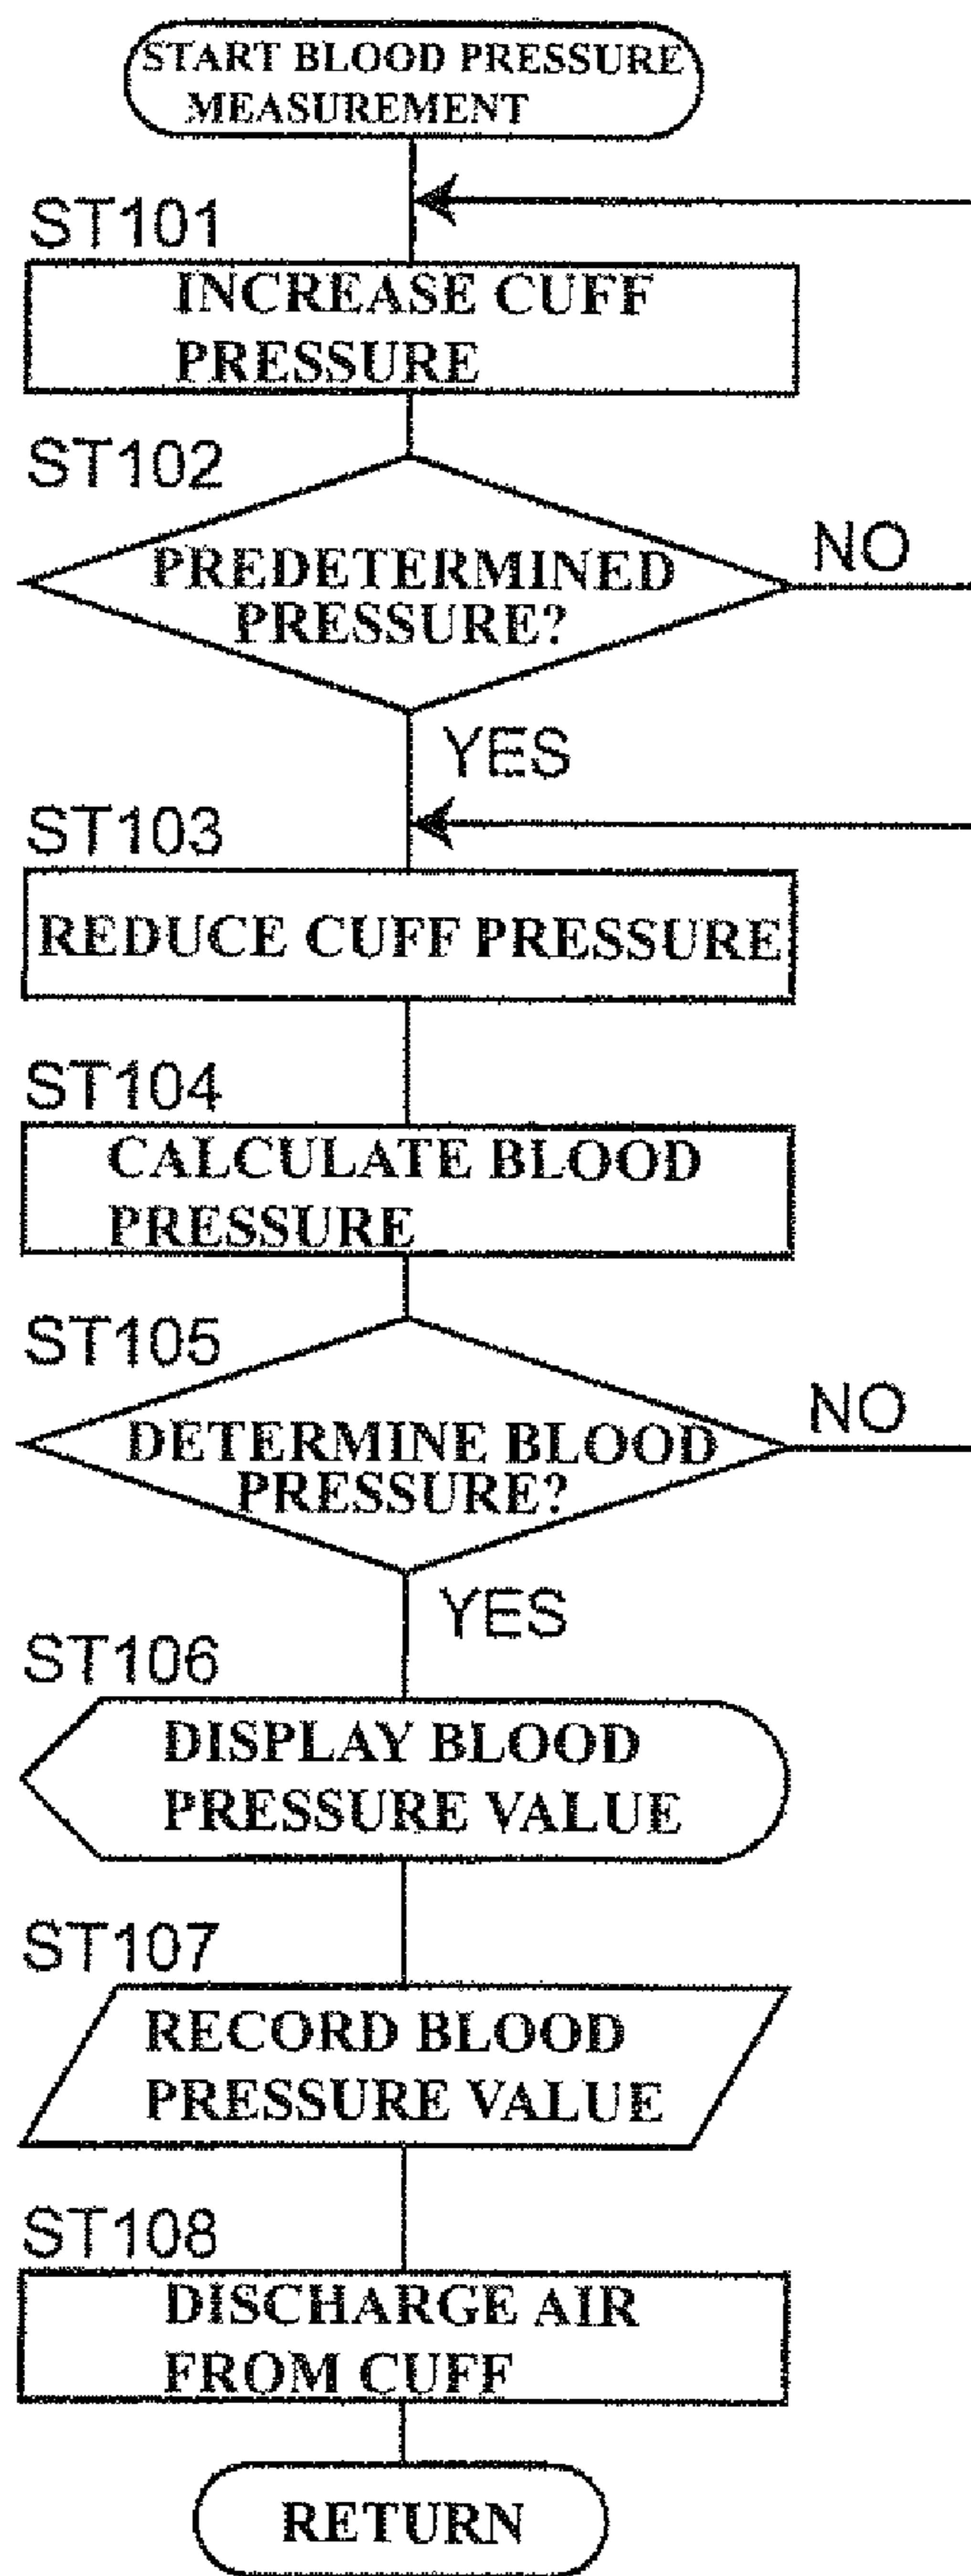 START BLOOD PRESSURE
MEASUREMENT
ST101
INCREASE CUFF
PRESSURE
ST102
PREDETERMINED
PRESSURE?
NO
YES
ST103
REDUCE CUFF PRESSURE
ST104
CALCULATE BLOOD
PRESSURE
ST105
DETERMINE BLOOD
PRESSURE?
NO
YES
ST106
DISPLAY BLOOD
PRESSURE VALUE
ST107
RECORD BLOOD
PRESSURE VALUE
ST108
DISCHARGE AIR
FROM CUFF
RETURN